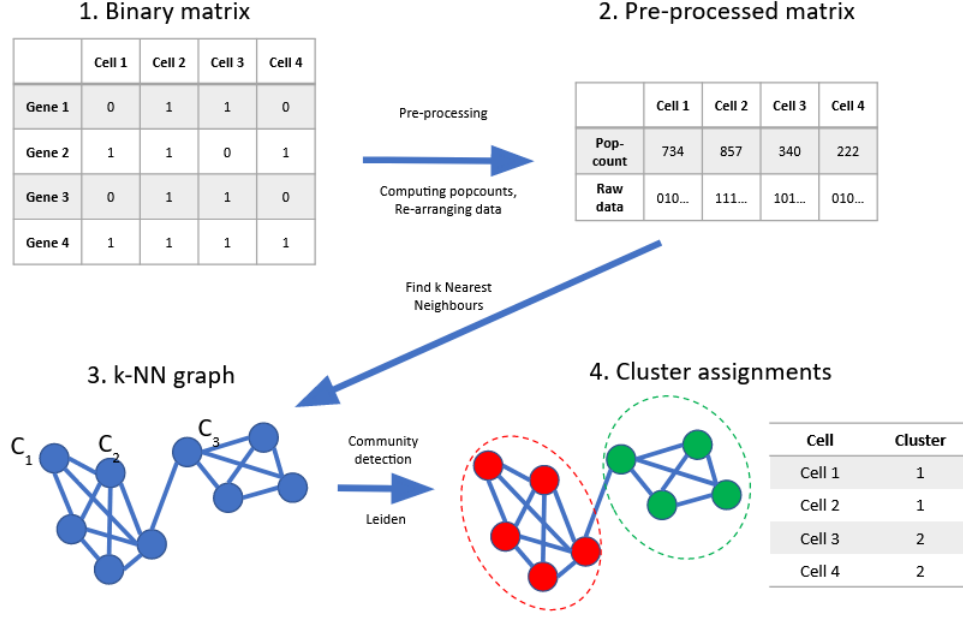 1. Binary matrix
Cell 1 Cell 2 Cell 3 Cell 4
Gene 1 0 1 1 0
Gene 2 1 1 0 1
Gene 3 0 1 1 0
Gene 4 1 1 1 1
Pre-processing
Computing popcounts,
Re-arranging data
2. Pre-processed matrix
Cell 1 Cell 2 Cell 3 Cell 4
Pop-
count 734 857 340 222
Raw
data 010... 111... 101... 010...
Find k Nearest
Neighbours
3. k-NN graph
C1 C2 C3
Community
detection
Leiden
4. Cluster assignments
Cell Cluster
Cell 1 1
Cell 2 1
Cell 3 2
Cell 4 2